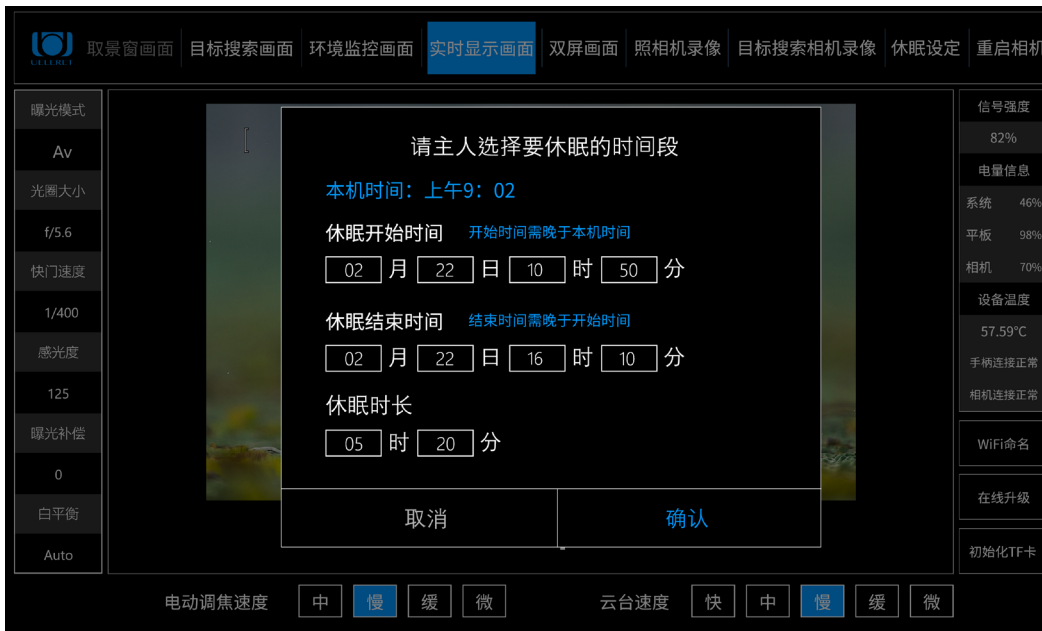 取景窗画面 目标搜索画面 环境监控画面 实时显示画面 双屏画面 照相机录像 目标搜索相机录像 休眠设定 重启相机
曝光模式
Av
光圈大小
f/5.6
快门速度
1/400
感光度
125
曝光补偿
0
白平衡
Auto
请主人选择要休眠的时间段
本机时间：上午9：02
休眠开始时间 开始时间需晚于本机时间
02 月 22 日 10 时 50 分
休眠结束时间 结束时间需晚于开始时间
02 月 22 日 16 时 10 分
休眠时长
05 时 20 分
取消 确认
信号强度
82%
电量信息
系统 46%
平板 98%
相机 70%
设备温度
57.59℃
手柄连接正常
相机连接正常
WiFi命名
在线升级
初始化TF卡
电动调焦速度 中 慢 缓 微 云台速度 快 中 慢 缓 微